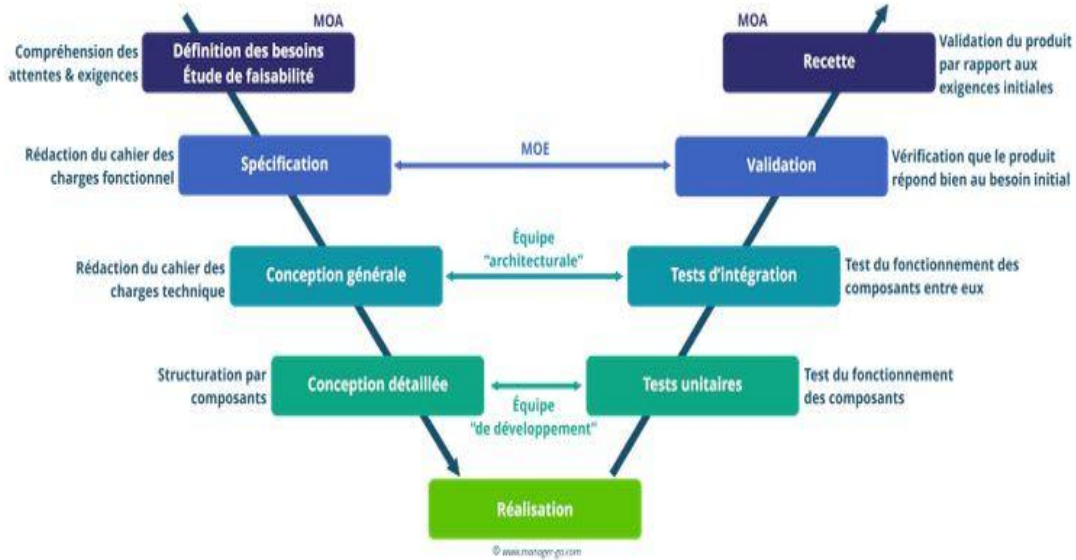 MOA
Compréhension des
attentes & exigences
Définition des besoins
Étude de faisabilité
MOA
Recette
Validation du produit
par rapport aux
exigences initiales
Rédaction du cahier des
charges fonctionnel
Spécification
MOE
Validation
Vérification que le produit
répond bien au besoin initial
Rédaction du cahier des
charges technique
Conception générale
Équipe
"architecturale"
Tests d'intégration
Test du fonctionnement des
composants entre eux
Structuration par
composants
Conception détaillée
Équipe
"de développement"
Tests unitaires
Test du fonctionnement
des composants
Réalisation
© www.manager-go.com